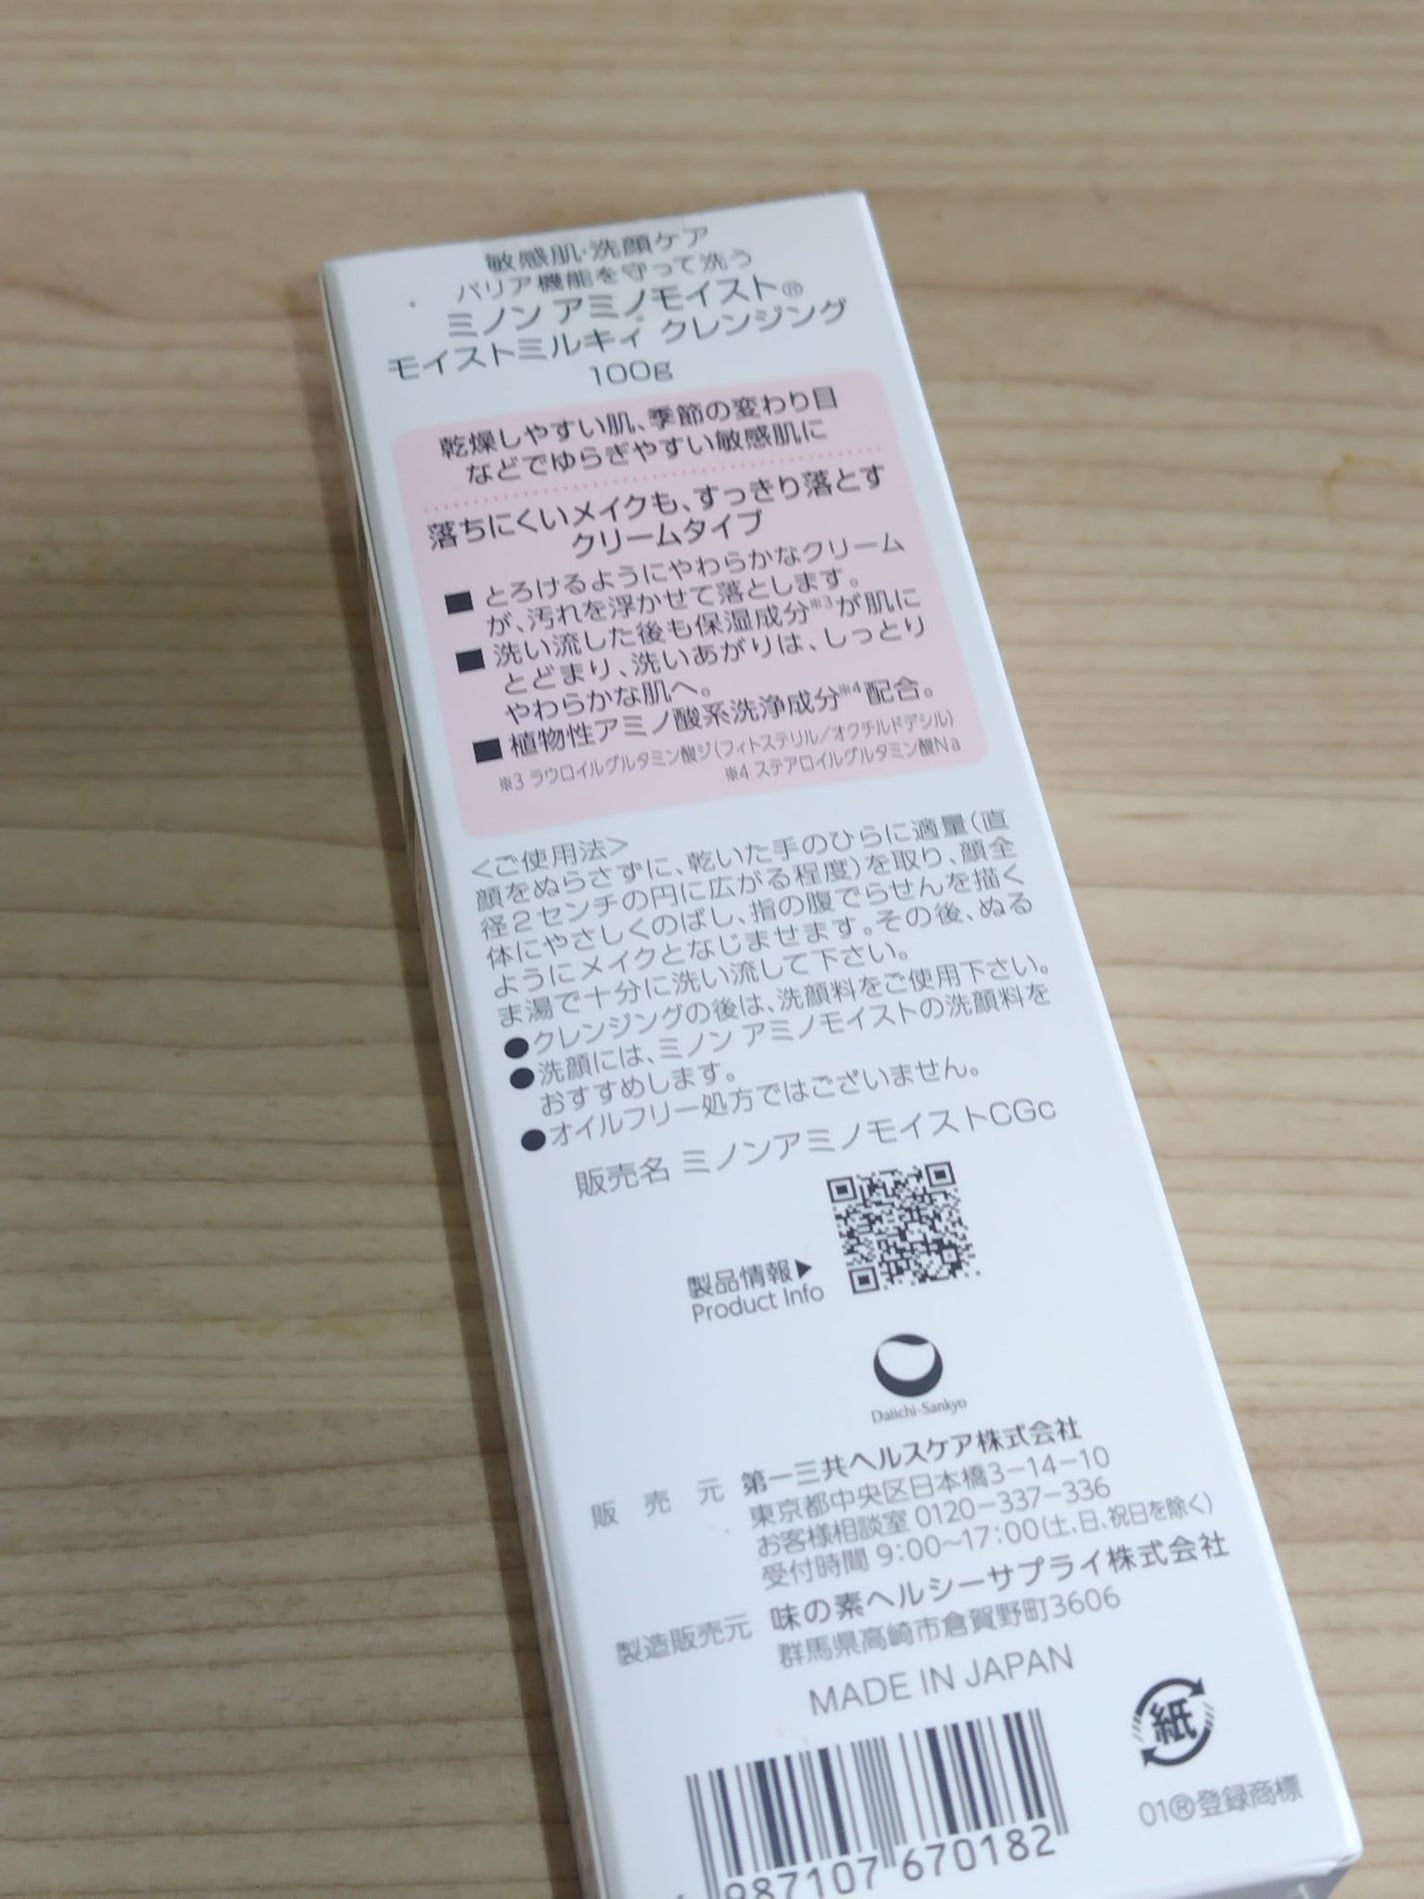 敏感肌・洗顔ケア
バリア機能を守って洗う
ミノン アミノモイスト®
モイストミルキィ クレンジング
100g
乾燥しやすい肌、季節の変わり目
などでゆらぎやすい敏感肌に
落ちにくいメイクも、すっきり落とす
クリームタイプ
■ とろけるようにやわらかなクリーム
が、汚れを浮かせて落とします。
■ 洗い流した後も保湿成分※3が肌に
とどまり、洗いあがりは、しっとり
やわらかな肌へ。
■ 植物性アミノ酸系洗浄成分※4配合。
※3 ラウロイルグルタミン酸ジ(フィトステリル/オクチルドデシル)
※4 ステアロイルグルタミン酸Na
<ご使用法>
顔をぬらさずに、乾いた手のひらに適量(直
径2センチの円に広がる程度)を取り、顔全
体にやさしくのばし、指の腹でらせんを描く
ようにメイクとなじませます。その後、ぬる
ま湯で十分に洗い流して下さい。
●クレンジングの後は、洗顔料をご使用下さい。
●洗顔には、ミノン アミノモイストの洗顔料を
おすすめします。
●オイルフリー処方ではございません。
販売名 ミノンアミノモイストCGc
製品情報▶
Product Info
Daiichi-Sankyo
販売元 第一三共ヘルスケア株式会社
東京都中央区日本橋3-14-10
お客様相談室 0120-337-336
受付時間 9:00~17:00(土、日、祝日を除く)
製造販売元 味の素ヘルシーサプライ株式会社
群馬県高崎市倉賀野町3606
MADE IN JAPAN
紙
01®登録商標
987107 670182